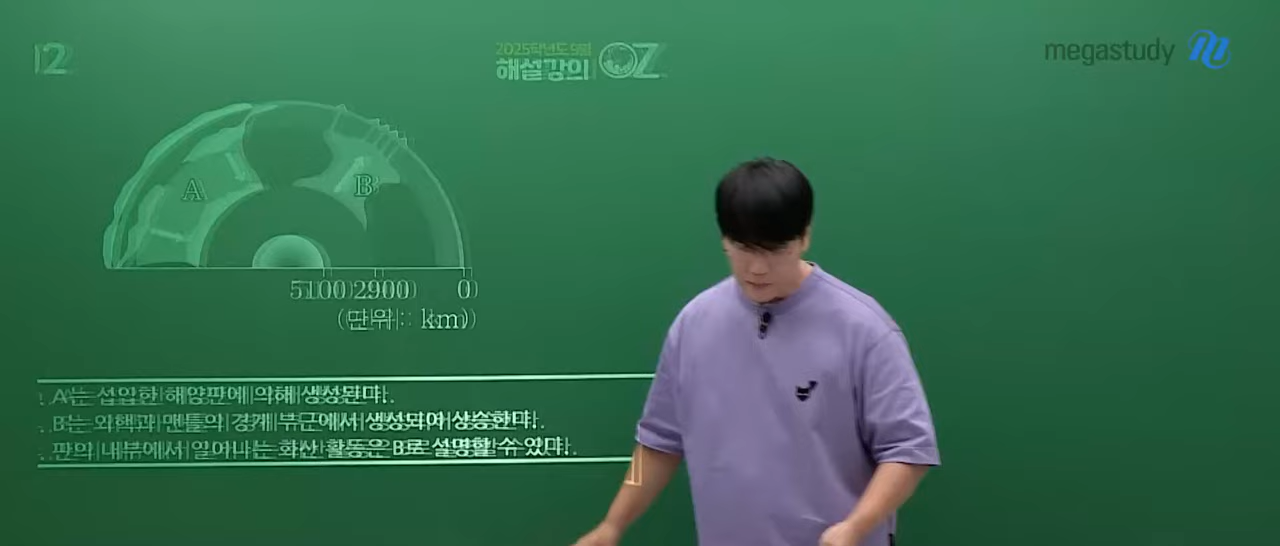 12
2025학년도 9월
해설강의 OZ
megastudy
A
B
5100 2900 0
(단위: km)
A는 섭입한 해양판에 의해 생성된다.
B는 외핵과 맨틀의 경계 부근에서 생성되어 상승한다.
판의 내부에서 일어나는 화산 활동은 B로 설명할 수 있다.